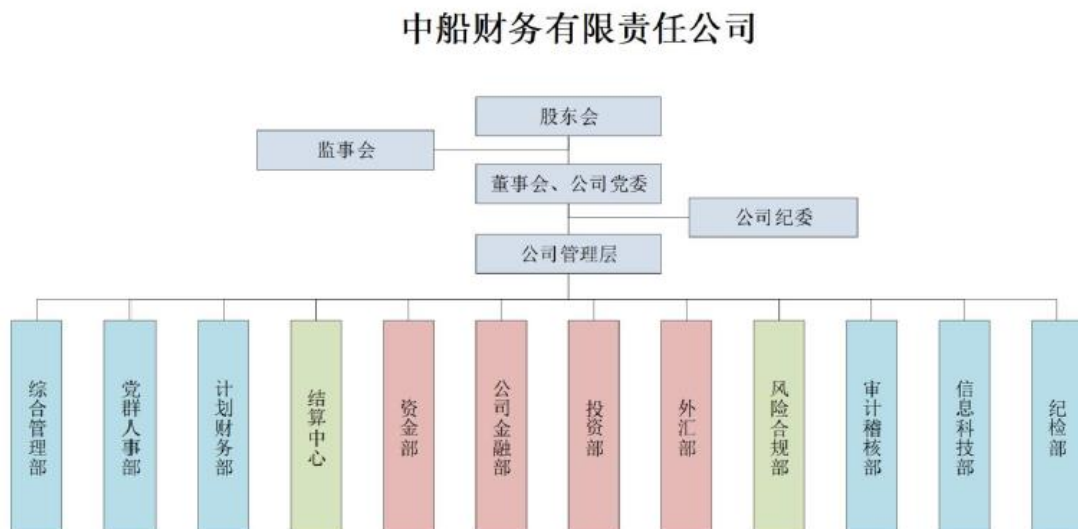 中船财务有限责任公司
股东会
监事会
董事会、公司党委
公司纪委
公司管理层
综合管理部
党群人事部
计划财务部
结算中心
资金部
公司金融部
投资部
外汇部
风险合规部
审计稽核部
信息科技部
纪检部